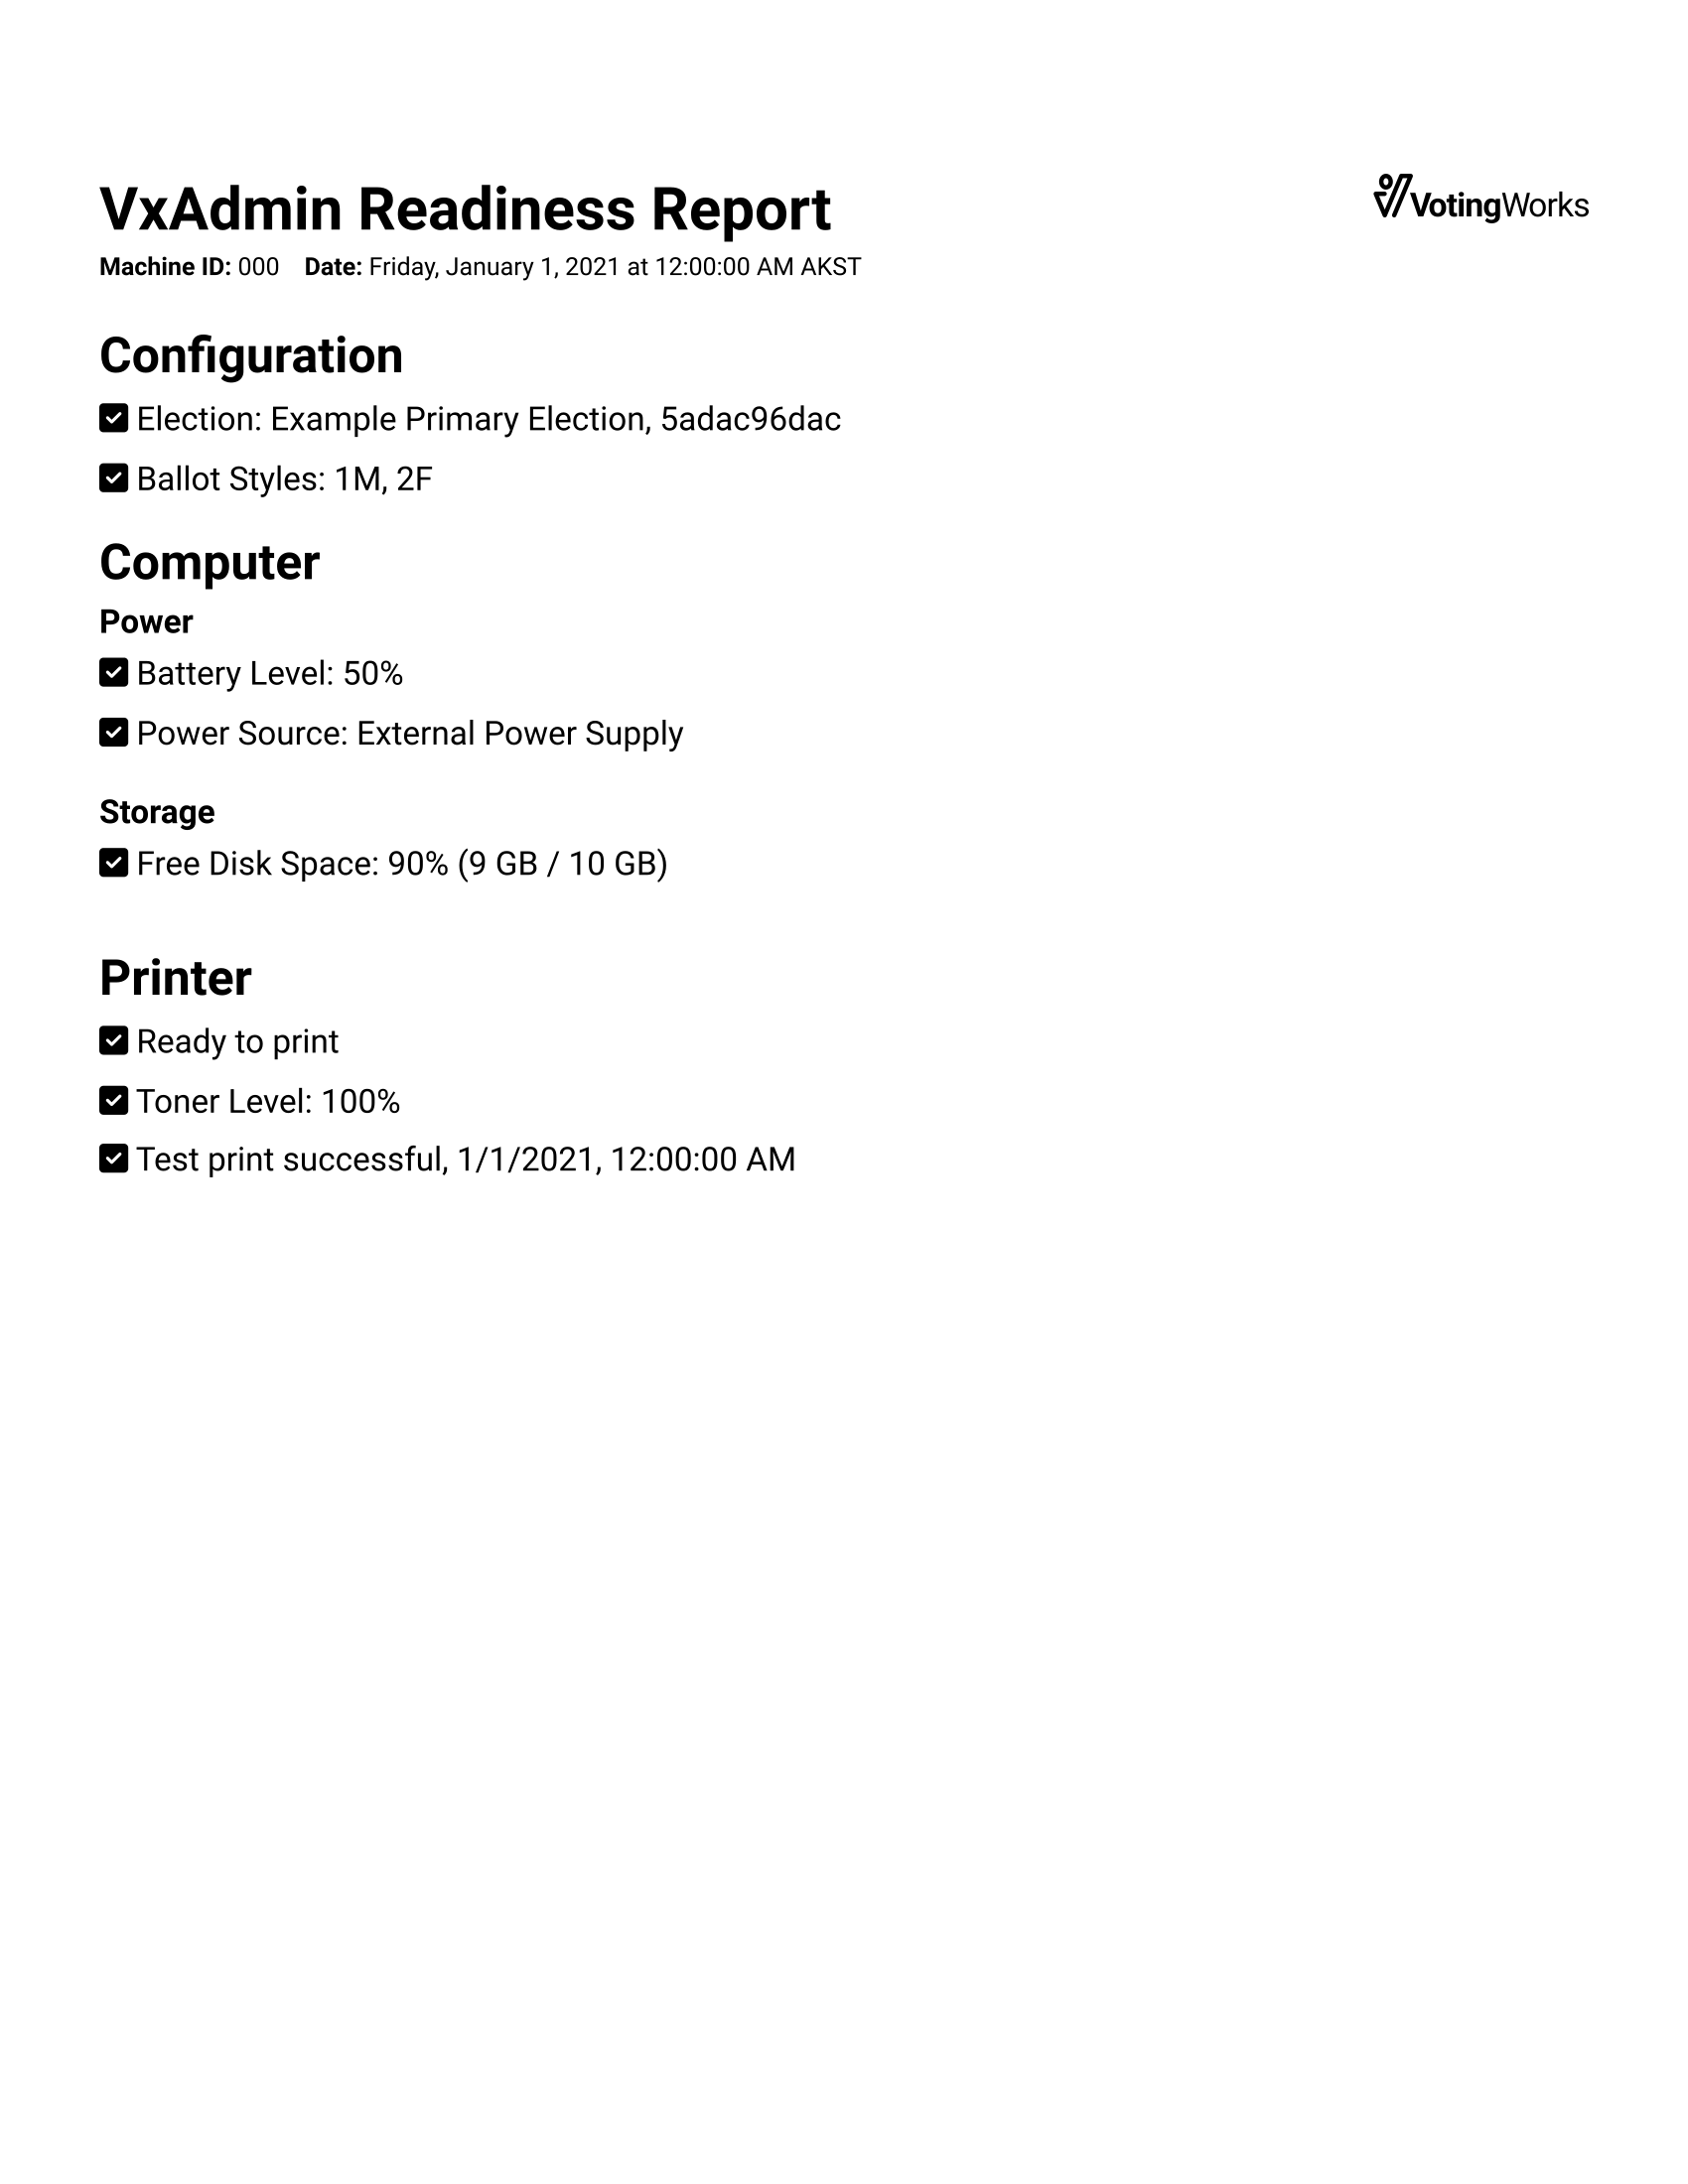 VxAdmin Readiness Report
VotingWorks
Machine ID: 000 Date: Friday, January 1, 2021 at 12:00:00 AM AKST
Configuration
Election: Example Primary Election, 5adac96dac
Ballot Styles: 1M, 2F
Computer
Power
Battery Level: 50%
Power Source: External Power Supply
Storage
Free Disk Space: 90% (9 GB / 10 GB)
Printer
Ready to print
Toner Level: 100%
Test print successful, 1/1/2021, 12:00:00 AM